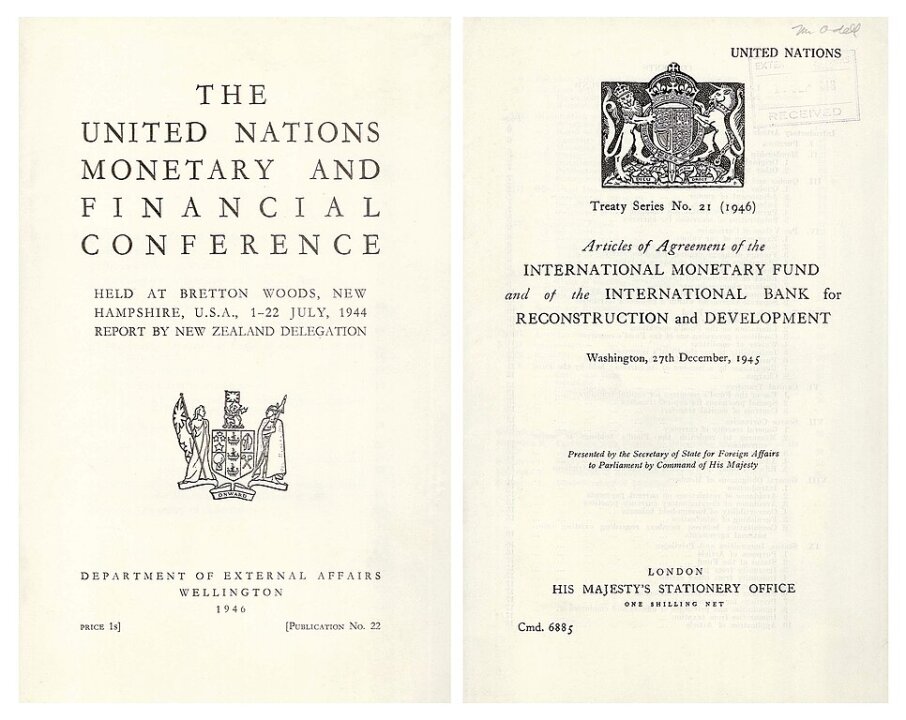 THE
UNITED NATIONS
MONETARY AND
FINANCIAL
CONFERENCE
HELD AT BRETTON WOODS, NEW
HAMPSHIRE, U.S.A., 1-22 JULY, 1944
REPORT BY NEW ZEALAND DELEGATION
ONWARD
DEPARTMENT OF EXTERNAL AFFAIRS
WELLINGTON
1946
PRICE 1s]
[PUBLICATION No. 22
UNITED NATIONS
RECEIVED
Treaty Series No. 21 (1946)
Articles of Agreement of the
INTERNATIONAL MONETARY FUND
and of the INTERNATIONAL BANK for
RECONSTRUCTION and DEVELOPMENT
Washington, 27th December, 1945
Presented by the Secretary of State for Foreign Affairs
to Parliament by Command of His Majesty
LONDON
HIS MAJESTY'S STATIONERY OFFICE
ONE SHILLING NET
Cmd. 6885